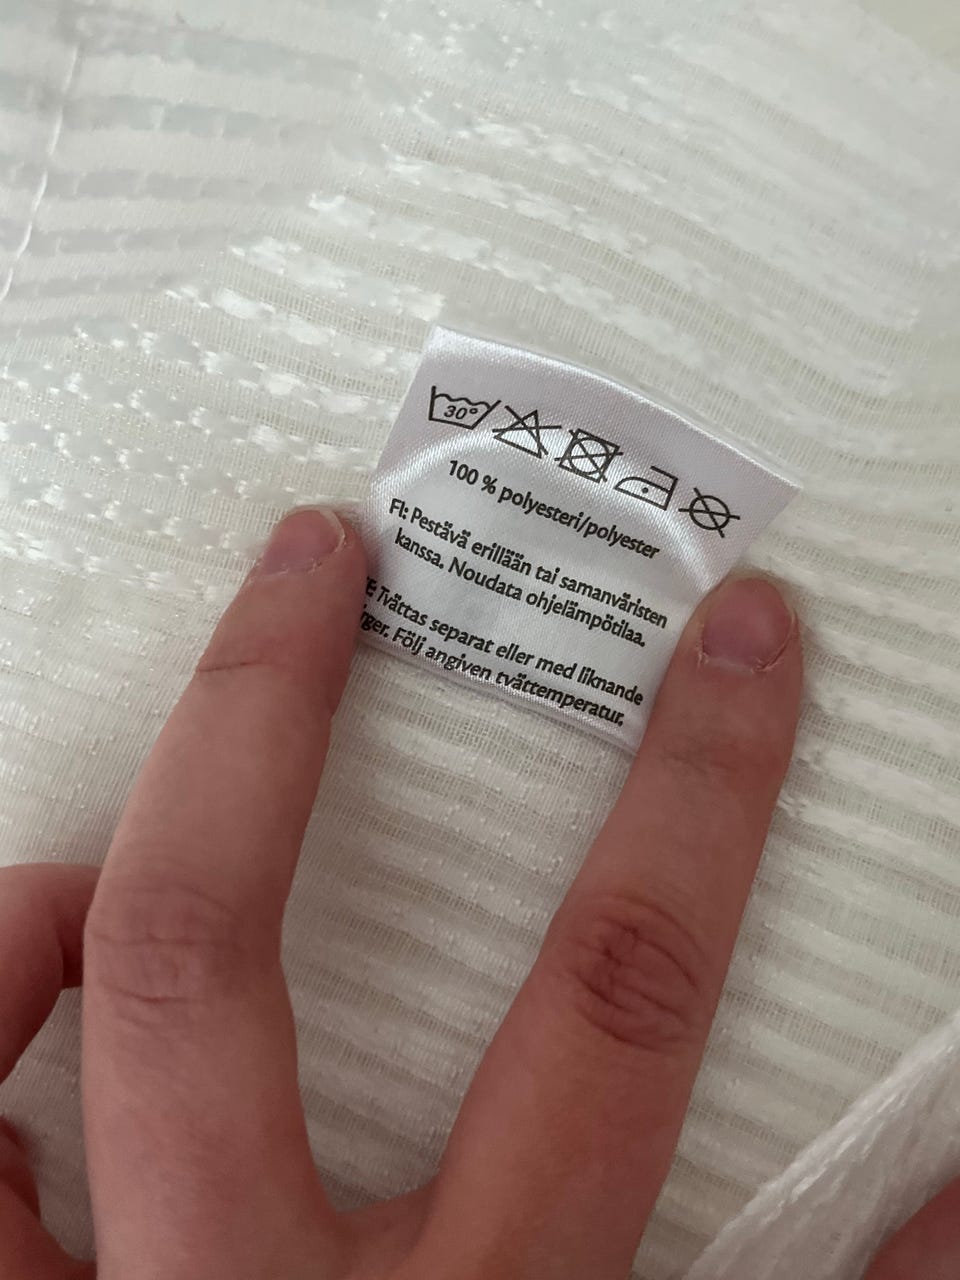 30°
100 % polyesteri/polyester
FI: Pestävä erillään tai samanväristen
kanssa. Noudata ohjelämpötilaa.
Tvättas separat eller med liknande
Följ angiven tvättemperatur.